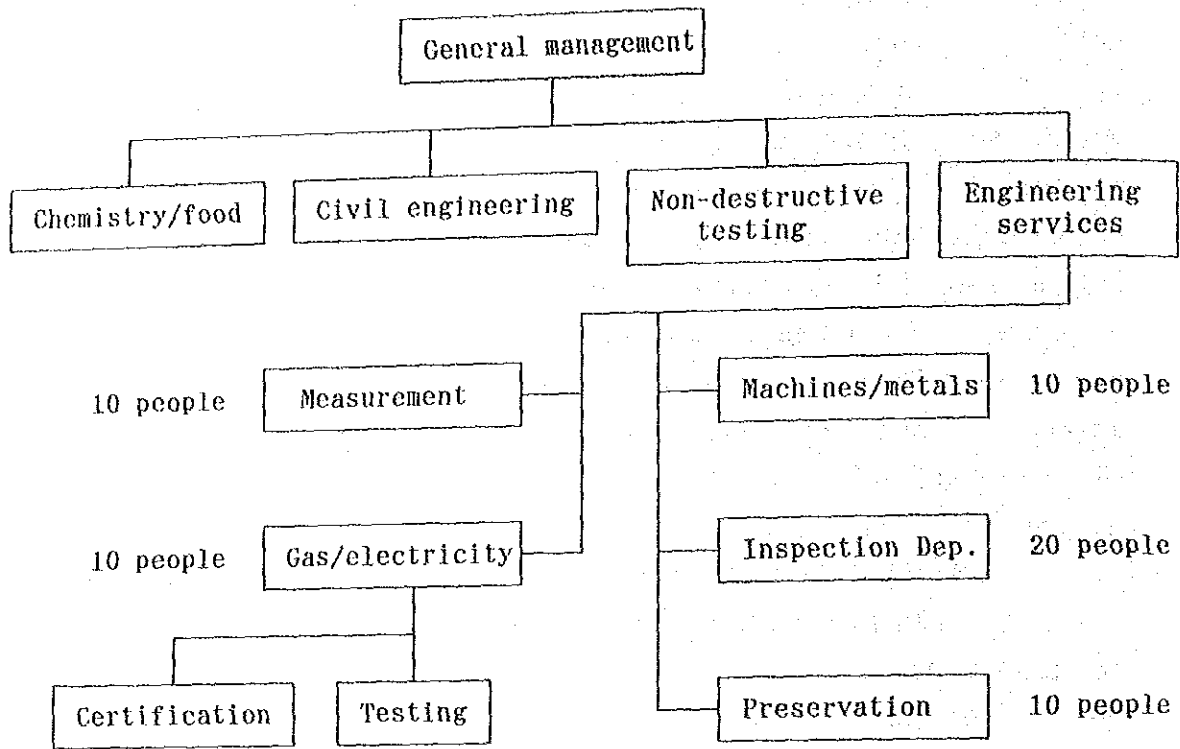 General management
Chemistry/food
Civil engineering
Non-destructive
testing
Engineering
services
10 people
Measurement
Machines/metals
10 people
10 people
Gas/electricity
Inspection Dep.
20 people
Certification
Testing
Preservation
10 people